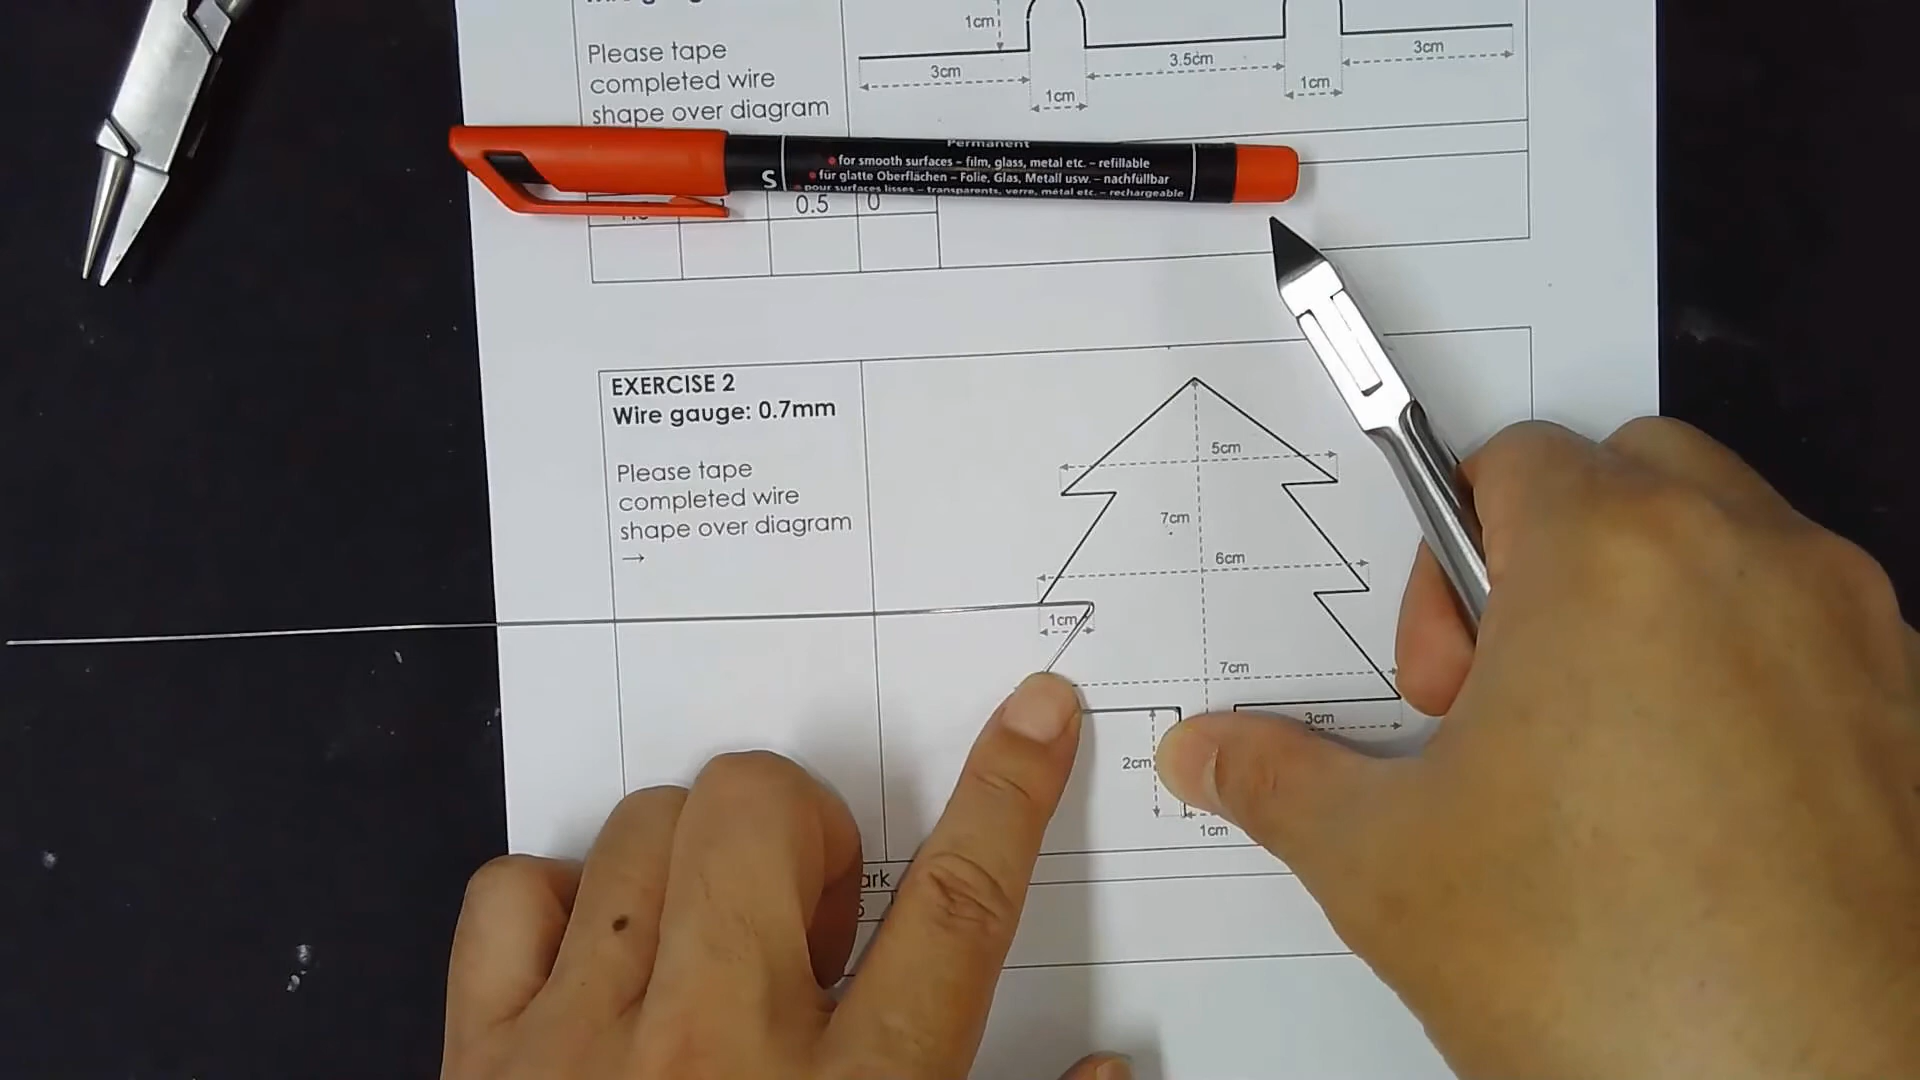 1cm
Please tape
completed wire
shape over diagram
3cm
1cm
3.5cm
1cm
3cm
Permanent
S
for smooth surfaces – film, glass, metal etc. – refillable
für glatte Oberflächen – Folie, Glas, Metall usw. – nachfüllbar
pour surfaces lisses – transparents, verre, métal etc. – rechargeable
0.5
0
EXERCISE 2
Wire gauge: 0.7mm
Please tape
completed wire
shape over diagram
→
5cm
7cm
6cm
1cm
7cm
3cm
2cm
1cm